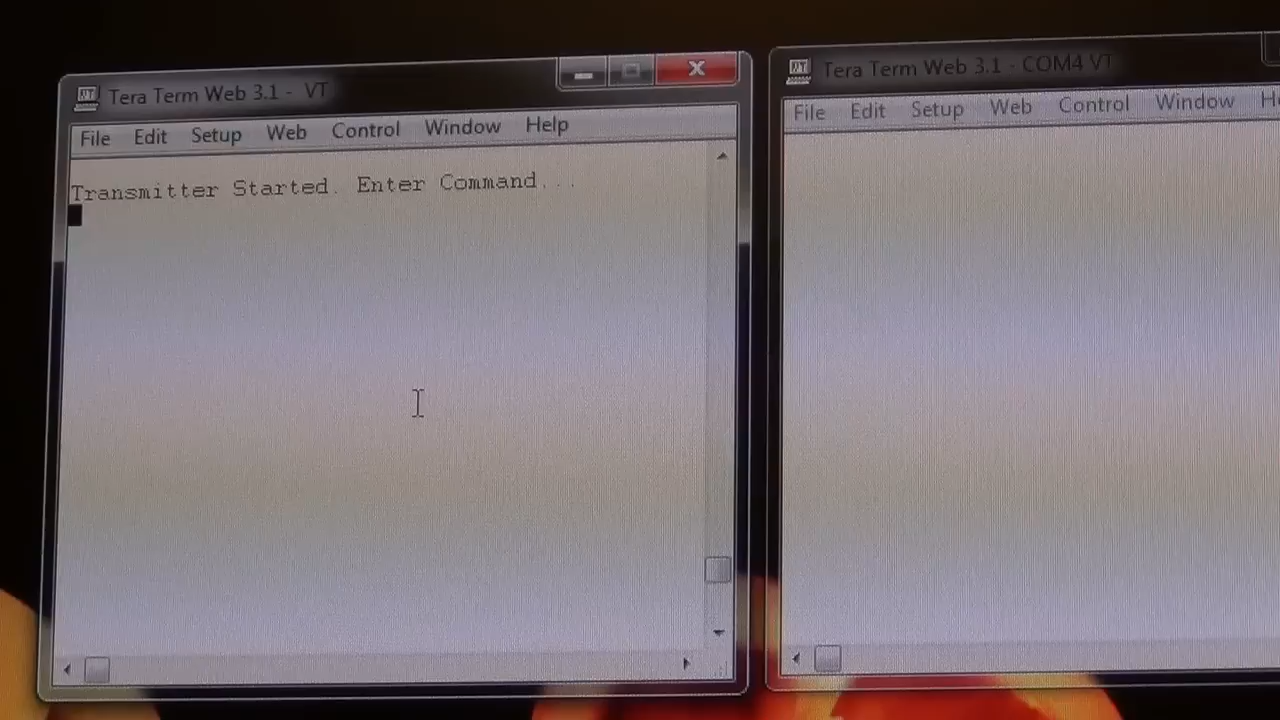 Tera Term Web 3.1 - VT
File Edit Setup Web Control Window Help
Transmitter Started. Enter Command...
Tera Term Web 3.1 - COM4 VT
File Edit Setup Web Control Window